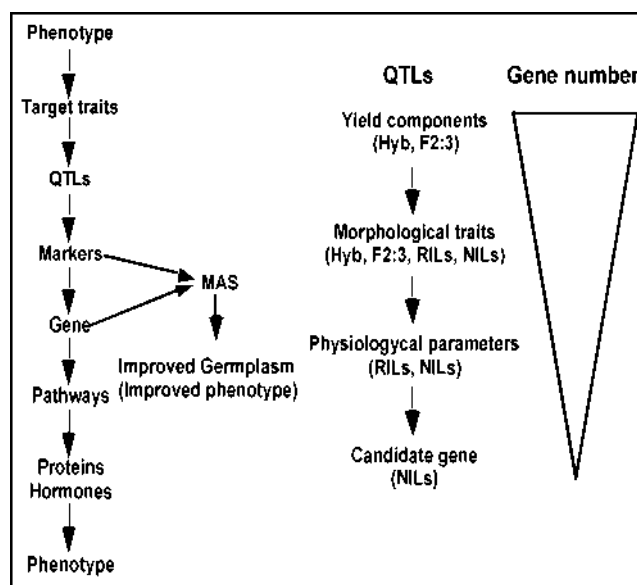 Phenotype
Target traits
QTLs
Markers
Gene
Pathways
Proteins
Hormones
Phenotype
MAS
Improved Germplasm
(Improved phenotype)
QTLs
Yield components
(Hyb, F2:3)
Morphological traits
(Hyb, F2:3, RILs, NILs)
Physiologycal parameters
(RILs, NILs)
Candidate gene
(NILs)
Gene number